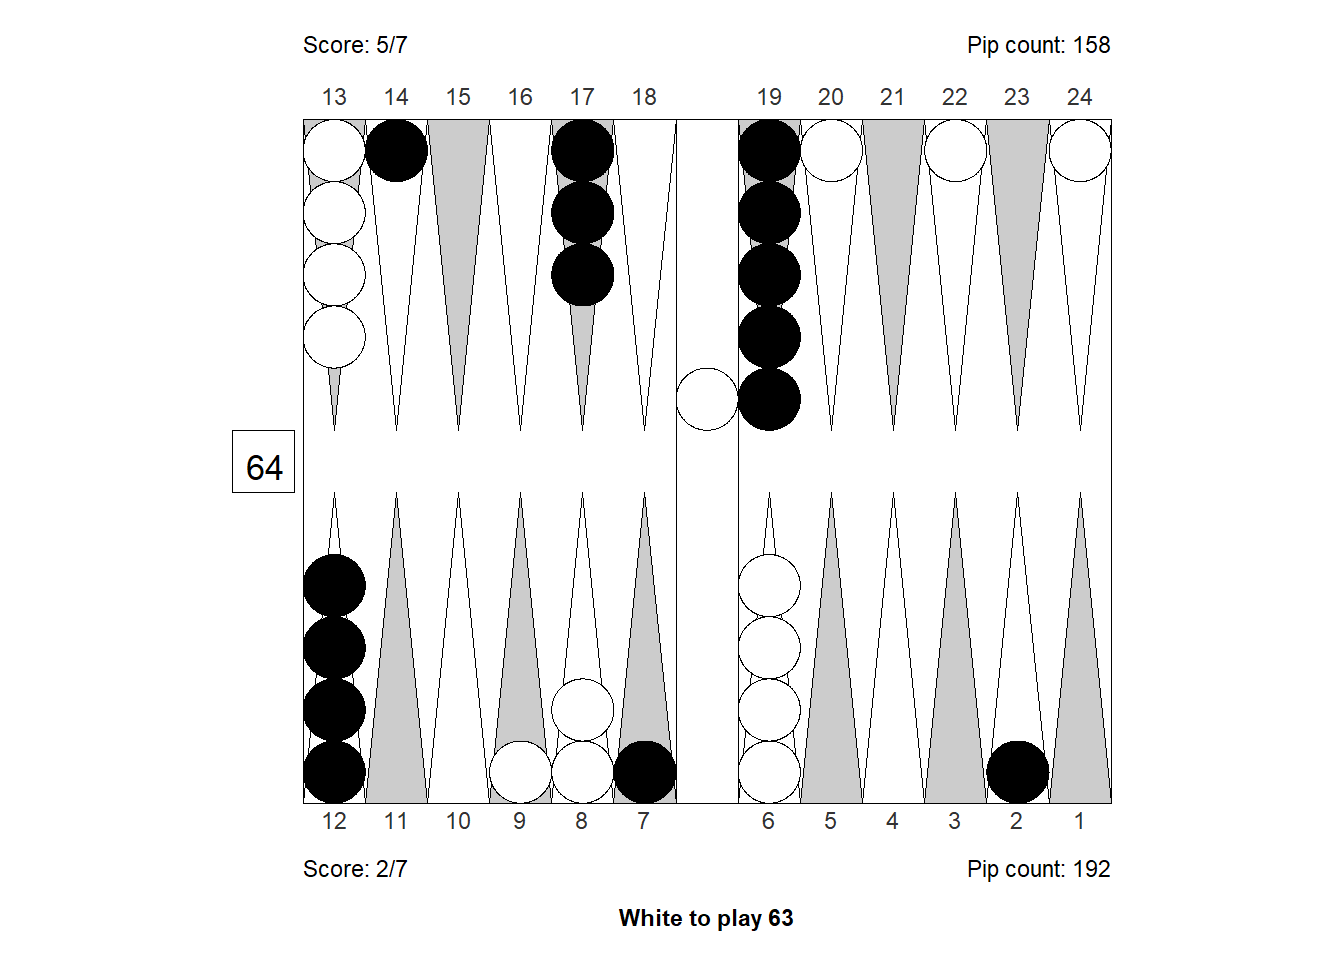 Score: 5/7 Pip count: 158
13 14 15 16 17 18 19 20 21 22 23 24
64
12 11 10 9 8 7 6 5 4 3 2 1
Score: 2/7 Pip count: 192
White to play 63